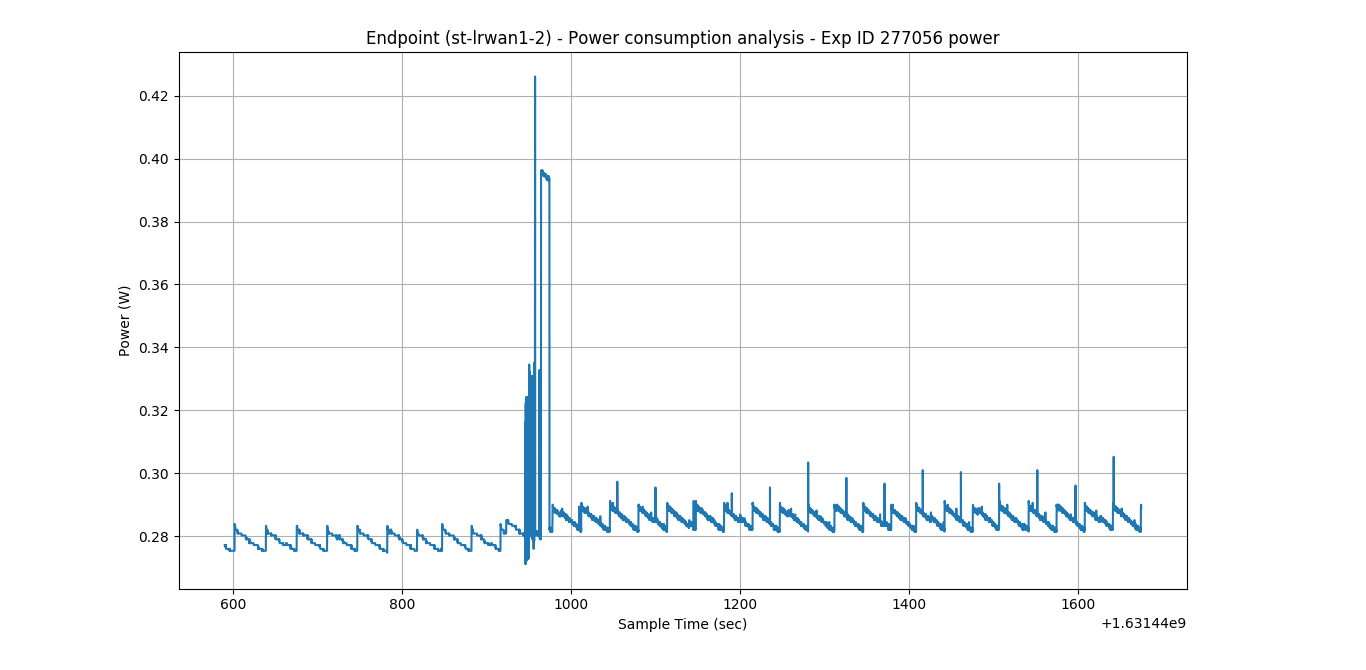 Endpoint (st-lrwan1-2) - Power consumption analysis - Exp ID 277056 power
0.42
0.40
0.38
0.36
0.34
0.32
0.30
0.28
Power (W)
600 800 1000 1200 1400 1600
Sample Time (sec)
+1.63144e9